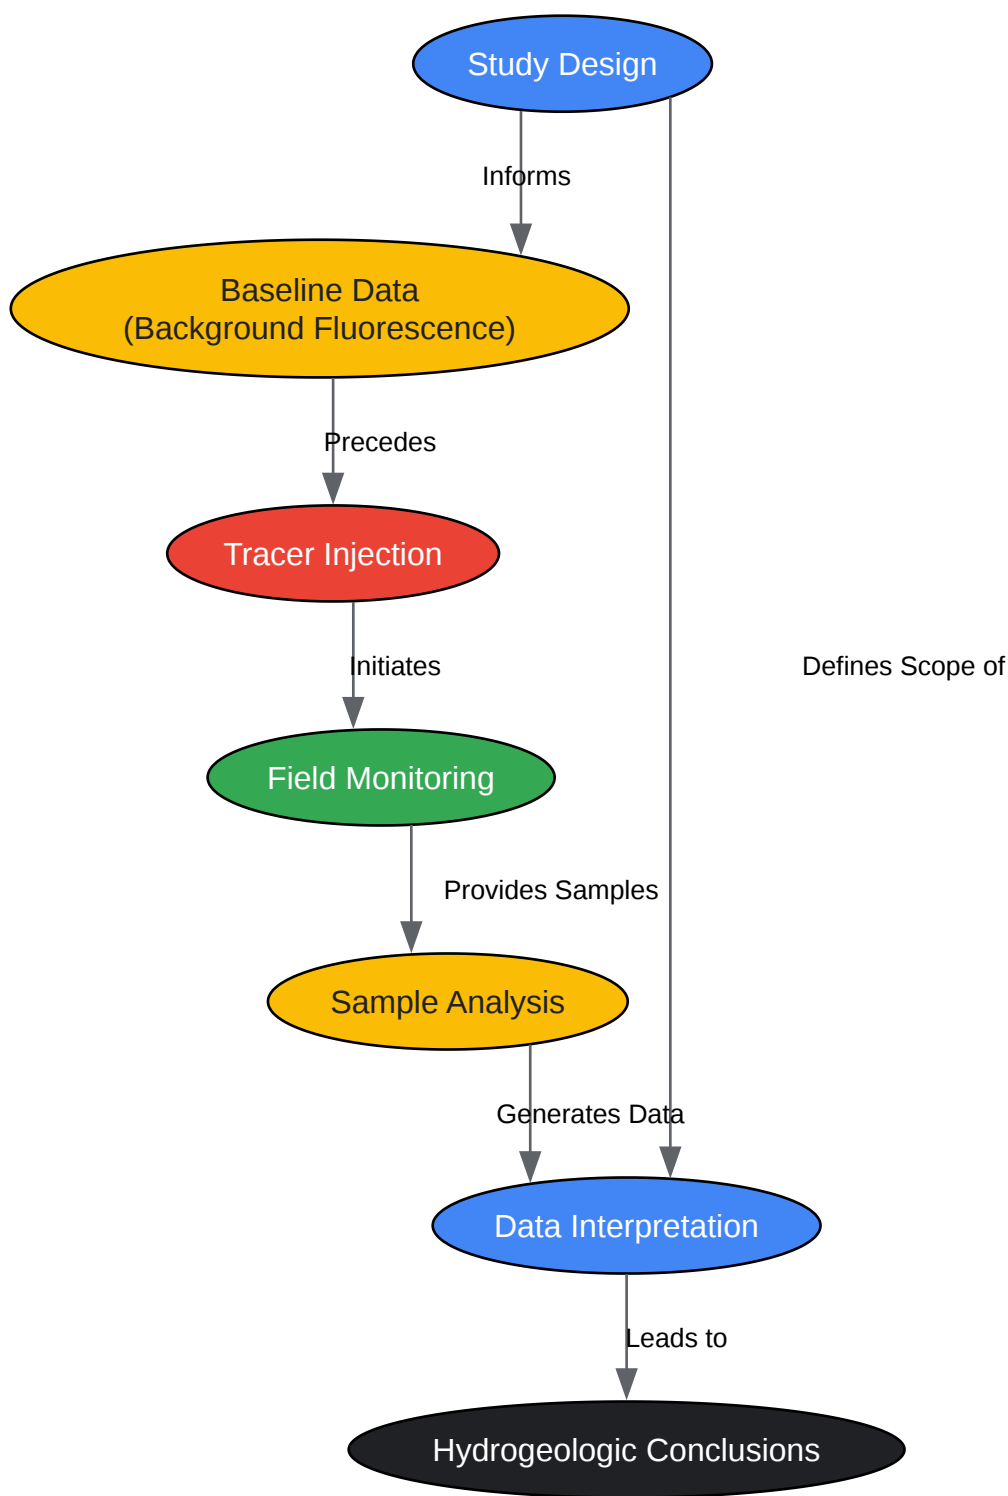 Study Design
Informs
Baseline Data
(Background Fluorescence)
Precedes
Tracer Injection
Initiates
Defines Scope of
Field Monitoring
Provides Samples
Sample Analysis
Generates Data
Data Interpretation
Leads to
Hydrogeologic Conclusions